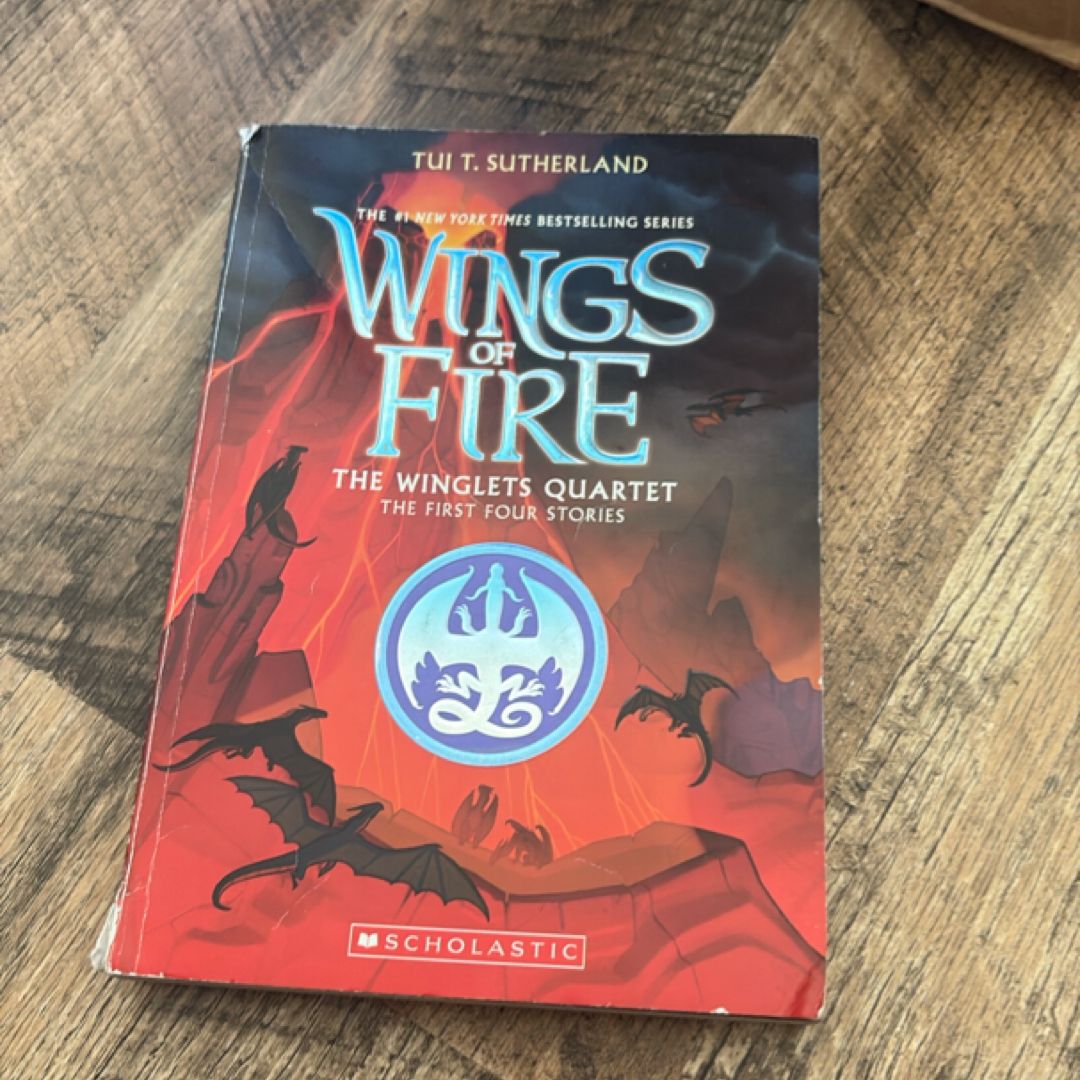 TUI T. SUTHERLAND
THE #1 NEW YORK TIMES BESTSELLING SERIES
WINGS
OF
FIRE
THE WINGLETS QUARTET
THE FIRST FOUR STORIES
SCHOLASTIC